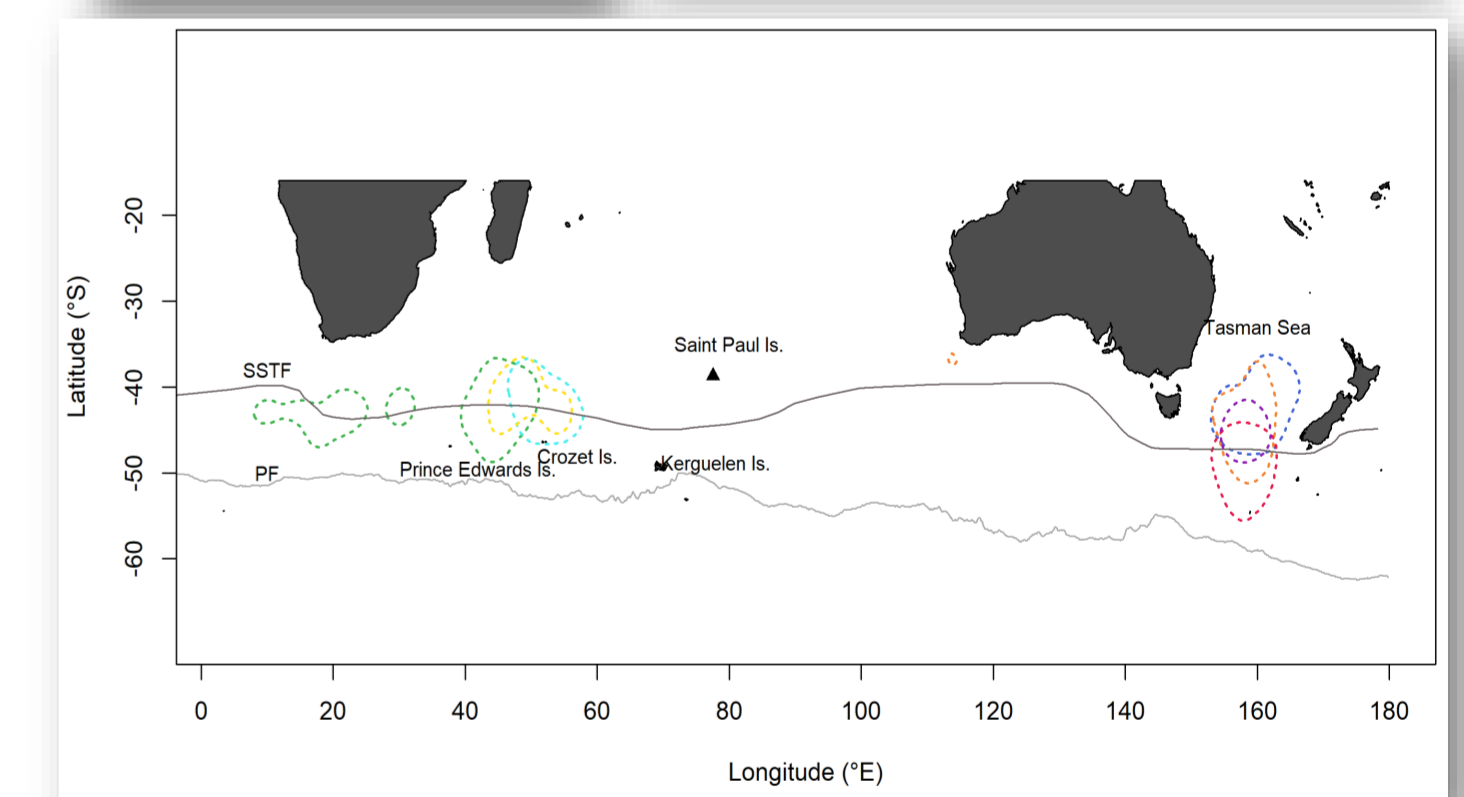 Tasman Sea
Saint Paul Is.
SSTF
Crozet Is.
Prince Edwards Is.
Kerguelen Is.
PF
Latitude (°S)
-20
-30
-40
-50
-60
0 20 40 60 80 100 120 140 160 180
Longitude (°E)